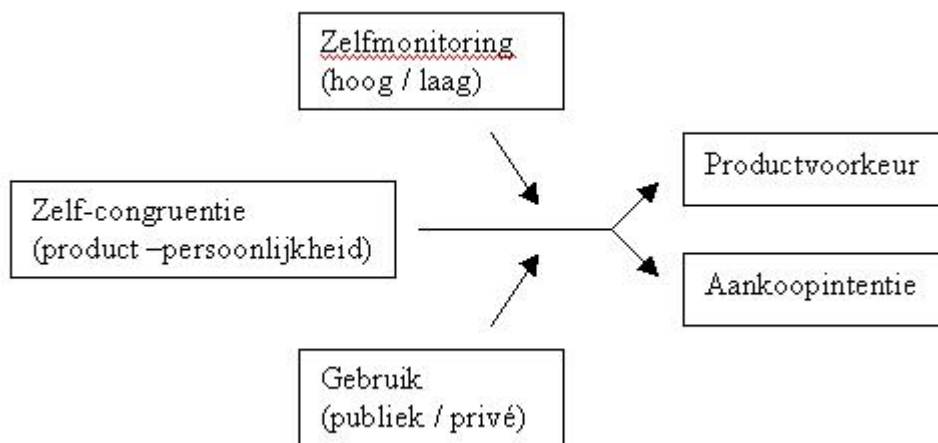 Zelfmonitoring
(hoog / laag)
Zelf-congruentie
(product –persoonlijkheid)
Productvoorkeur
Aankoopintentie
Gebruik
(publiek / privé)